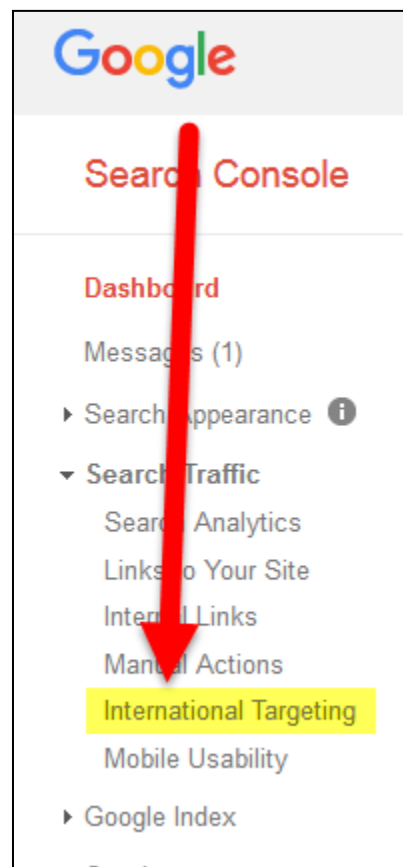 Google
Search Console
Dashboard
Messages (1)
Search Appearance
Search Traffic
Search Analytics
Links to Your Site
Internal Links
Manual Actions
International Targeting
Mobile Usability
Google Index